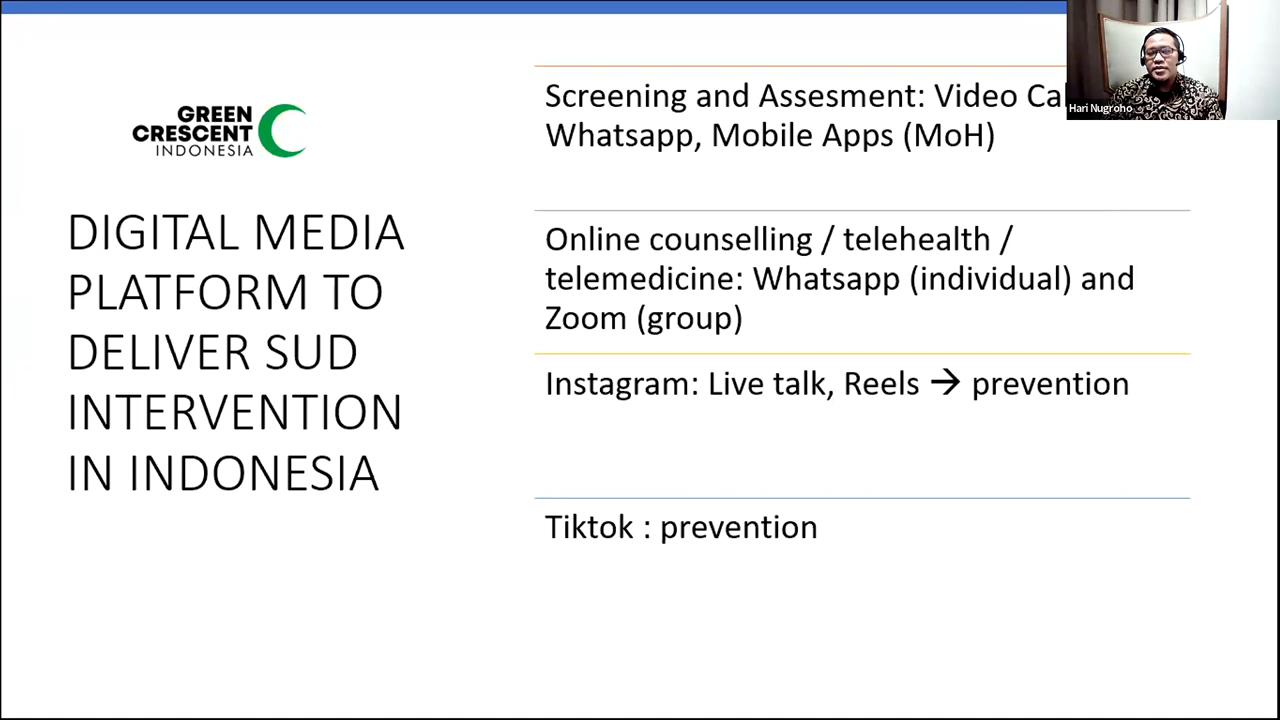 GREEN
CRESCENT
INDONESIA
DIGITAL MEDIA
PLATFORM TO
DELIVER SUD
INTERVENTION
IN INDONESIA
Screening and Assesment: Video
Whatsapp, Mobile Apps (MoH)
Online counselling / telehealth /
telemedicine: Whatsapp (individual) and
Zoom (group)
Instagram: Live talk, Reels → prevention
Tiktok : prevention
Hari Nugroho